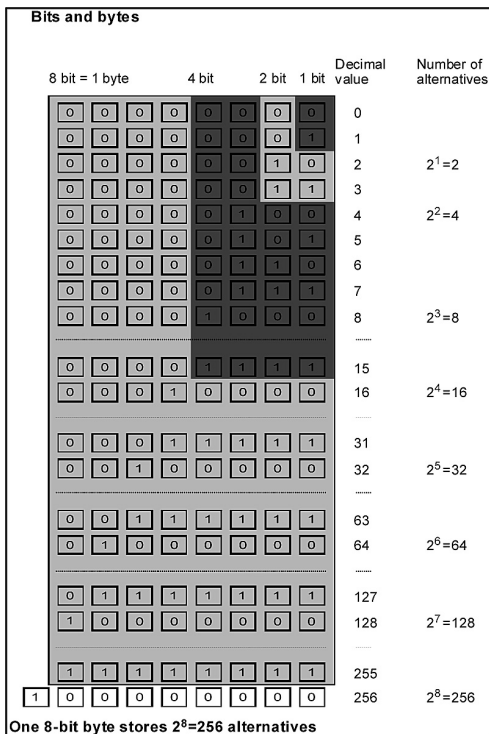 Bits and bytes
Decimal Number of
8 bit = 1 byte 4 bit 2 bit 1 bit value alternatives
0 0 0 0 0 0 0 0 0
0 0 0 0 0 0 0 1 1
0 0 0 0 0 0 1 0 2 2¹=2
0 0 0 0 0 0 1 1 3
0 0 0 0 0 1 0 0 4 2²=4
0 0 0 0 0 1 0 1 5
0 0 0 0 0 1 1 0 6
0 0 0 0 0 1 1 1 7
0 0 0 0 1 0 0 0 8 2³=8
0 0 0 0 1 1 1 1 15
0 0 0 1 0 0 0 0 16 2⁴=16
0 0 0 1 1 1 1 1 31
0 0 1 0 0 0 0 0 32 2⁵=32
0 0 1 1 1 1 1 1 63
0 1 0 0 0 0 0 0 64 2⁶=64
0 1 1 1 1 1 1 1 127
1 0 0 0 0 0 0 0 128 2⁷=128
1 1 1 1 1 1 1 1 255
1 0 0 0 0 0 0 0 0 256 2⁸=256
One 8-bit byte stores 2⁸=256 alternatives